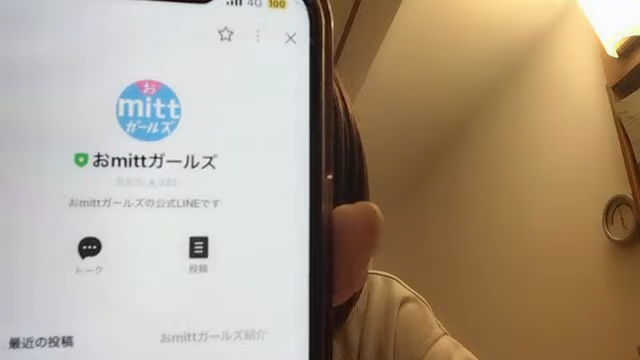 4G 100
お
mitt
ガールズ
おmittガールズ
おmittガールズの公式LINEです
トーク
投稿
最近の投稿
おmittガールズ紹介